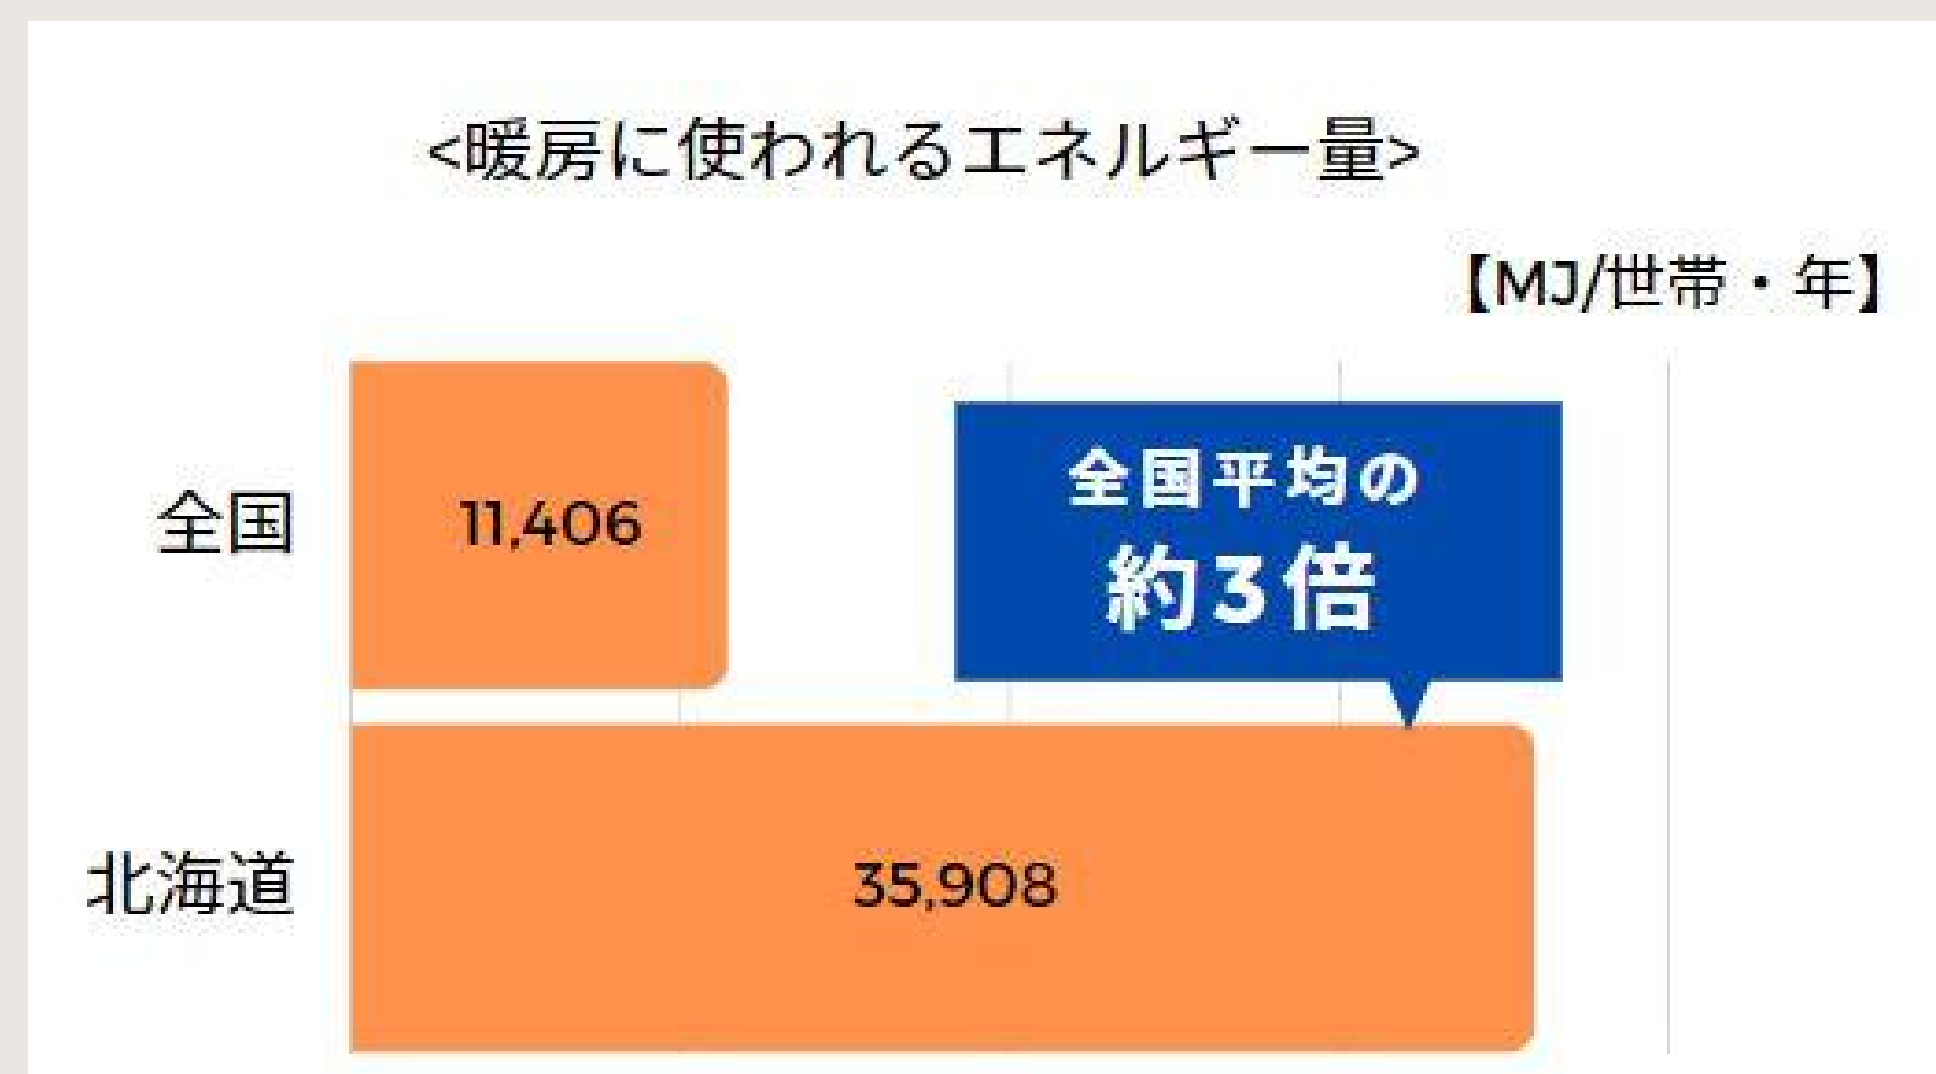 <暖房に使われるエネルギー量>
【MJ/世帯・年】
全国
11,406
全国平均の
約3倍
北海道
35,908